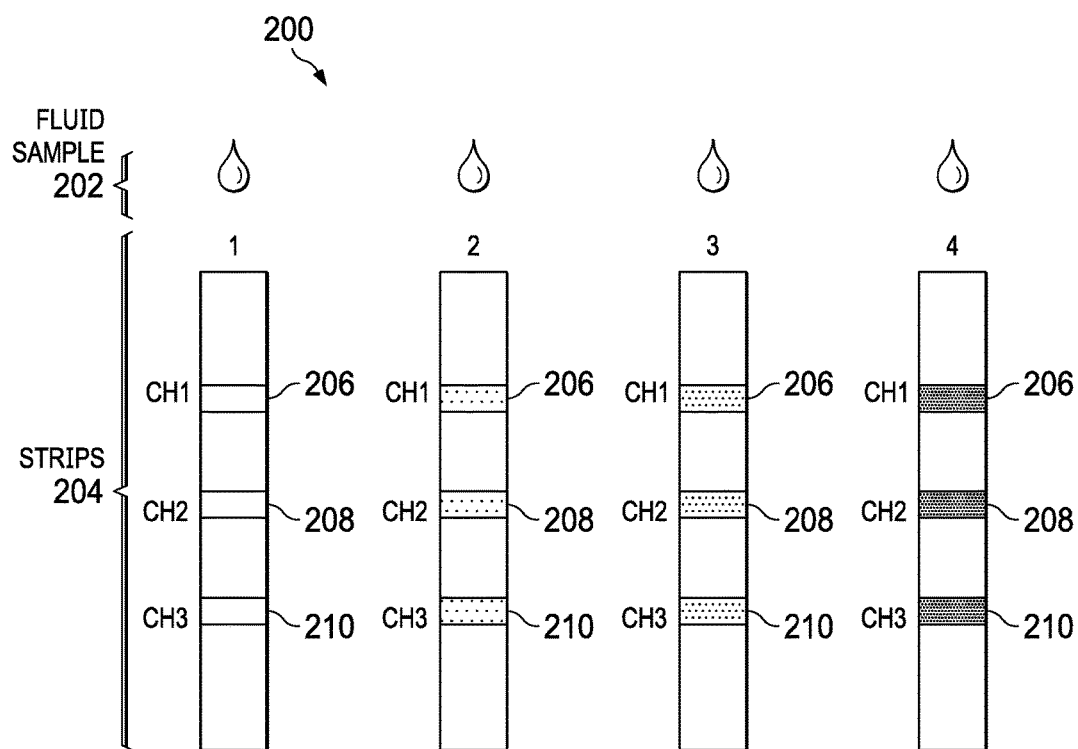 200
FLUID
SAMPLE
202
1 2 3 4
CH1 206 CH1 206 CH1 206 CH1 206
STRIPS
204
CH2 208 CH2 208 CH2 208 CH2 208
CH3 210 CH3 210 CH3 210 CH3 210